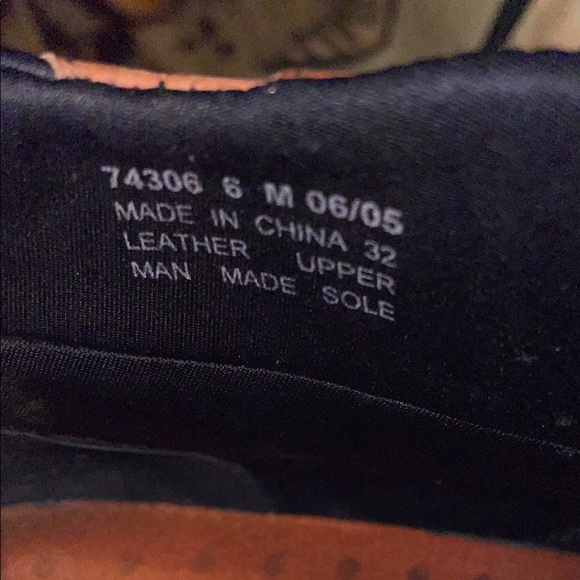 74306 6 M 06/05
MADE IN CHINA 32
LEATHER UPPER
MAN MADE SOLE